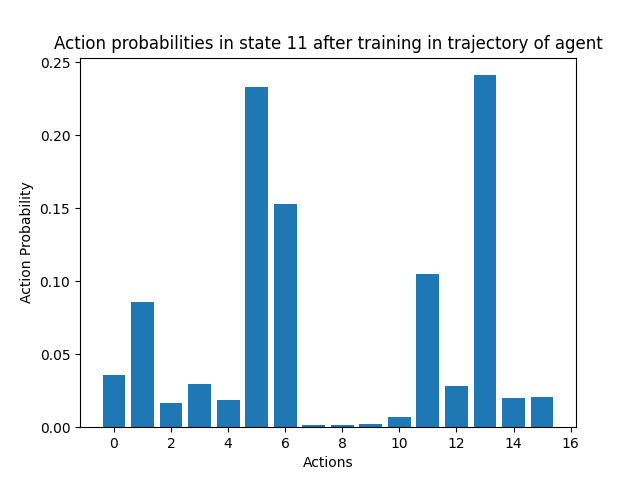 Action probabilities in state 11 after training in trajectory of agent
0.25
0.20
0.15
0.10
0.05
0.00
Action Probability
0 2 4 6 8 10 12 14 16
Actions